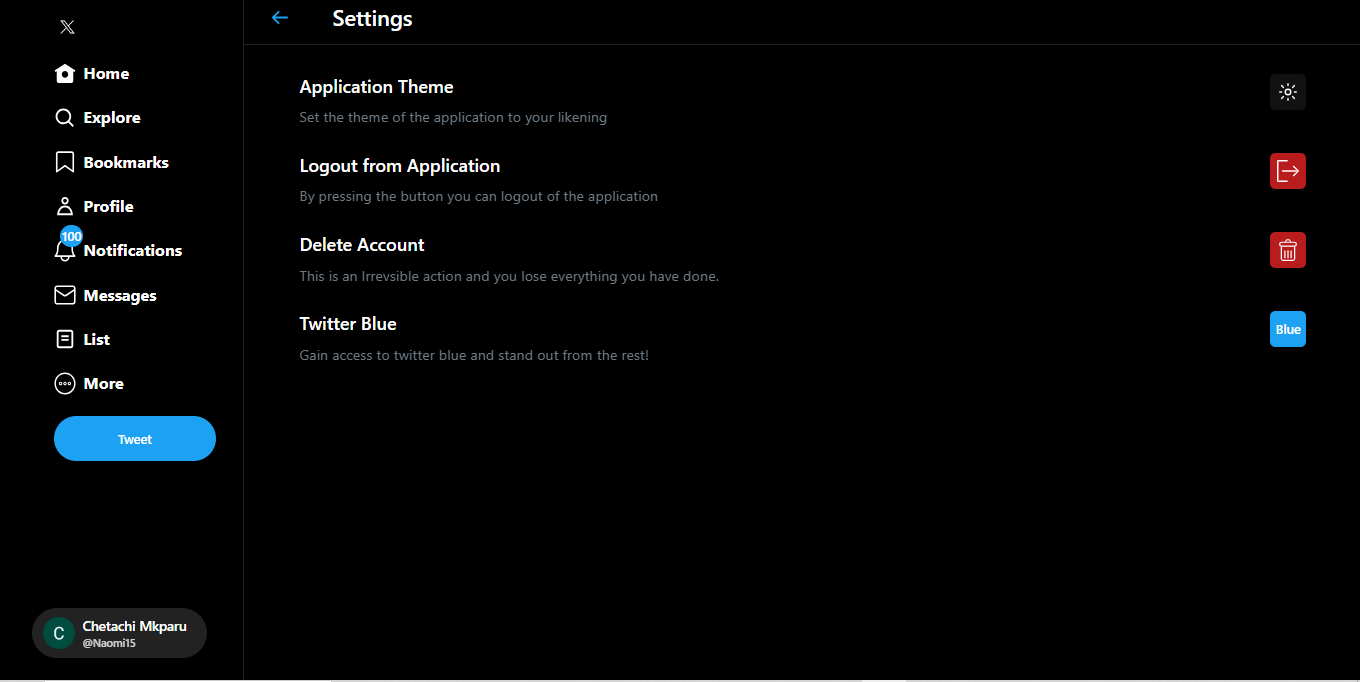 X
Home
Explore
Bookmarks
Profile
100
Notifications
Messages
List
More
Tweet
C
Chetachi Mkparu
@Naomi15
Settings
Application Theme
Set the theme of the application to your likening
Logout from Application
By pressing the button you can logout of the application
Delete Account
This is an Irrevsible action and you lose everything you have done.
Twitter Blue
Gain access to twitter blue and stand out from the rest!
Blue